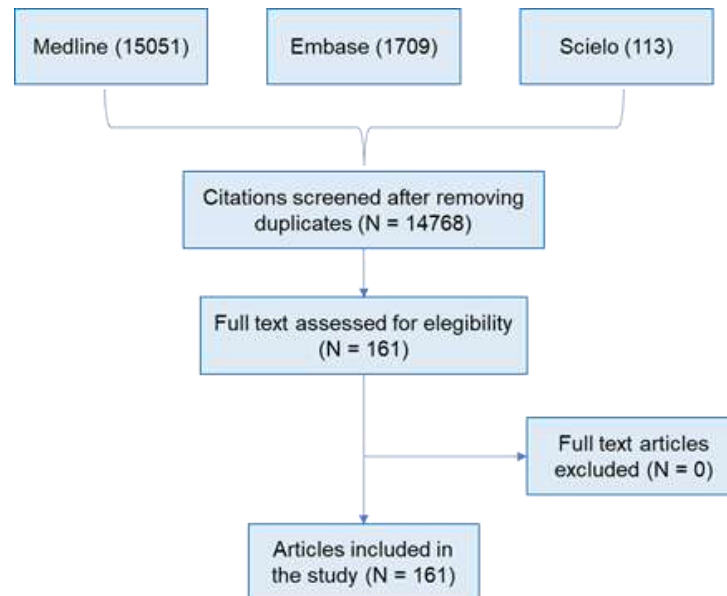 Medline (15051)
Embase (1709)
Scielo (113)
Citations screened after removing
duplicates (N = 14768)
Full text assessed for elegibility
(N = 161)
Full text articles
excluded (N = 0)
Articles included in
the study (N = 161)